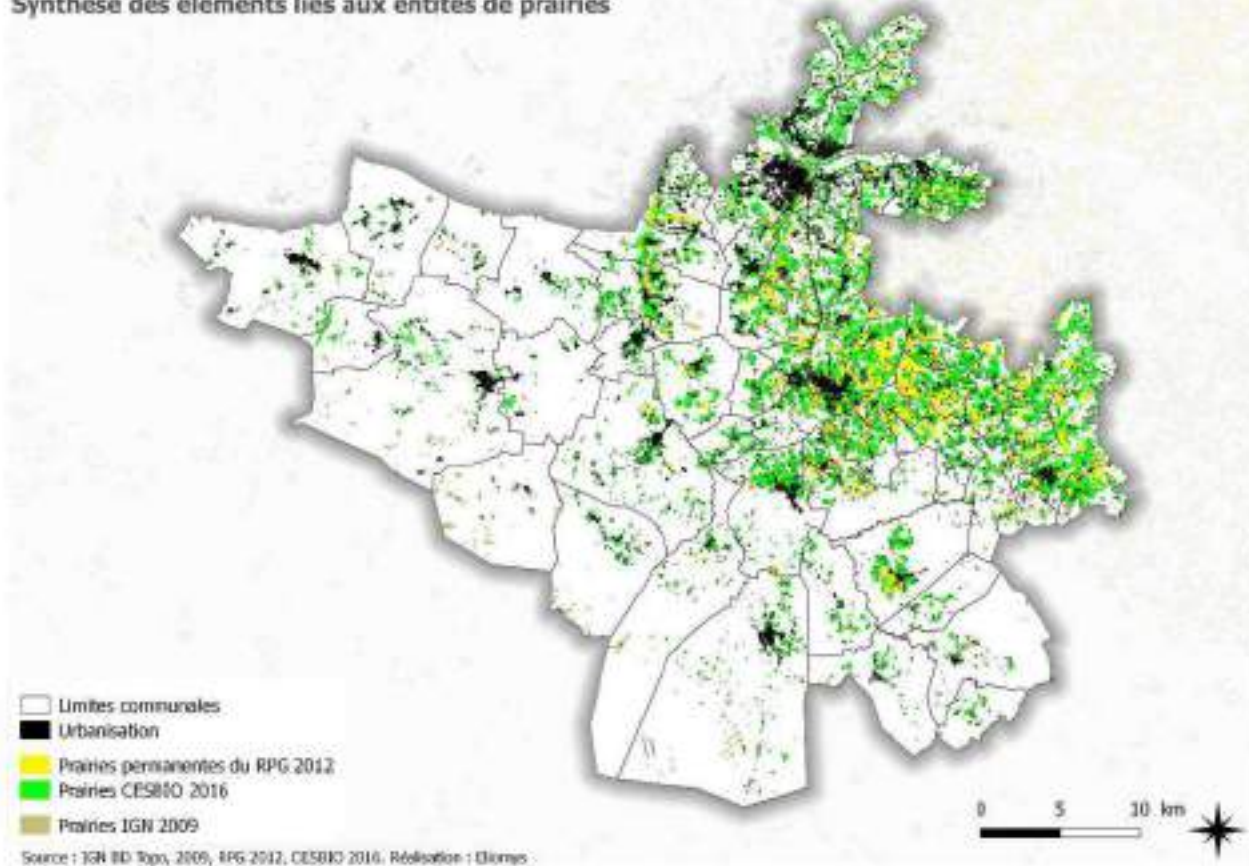 Synthèse des éléments liés aux entités de prairies
Limites communales
Urbanisation
Prairies permanentes du RPG 2012
Prairies CESBIO 2016
Prairies IGN 2009
0 5 10 km
Source : IGN BD Topo, 2009, RPG 2012, CESBIO 2016. Réalisation :